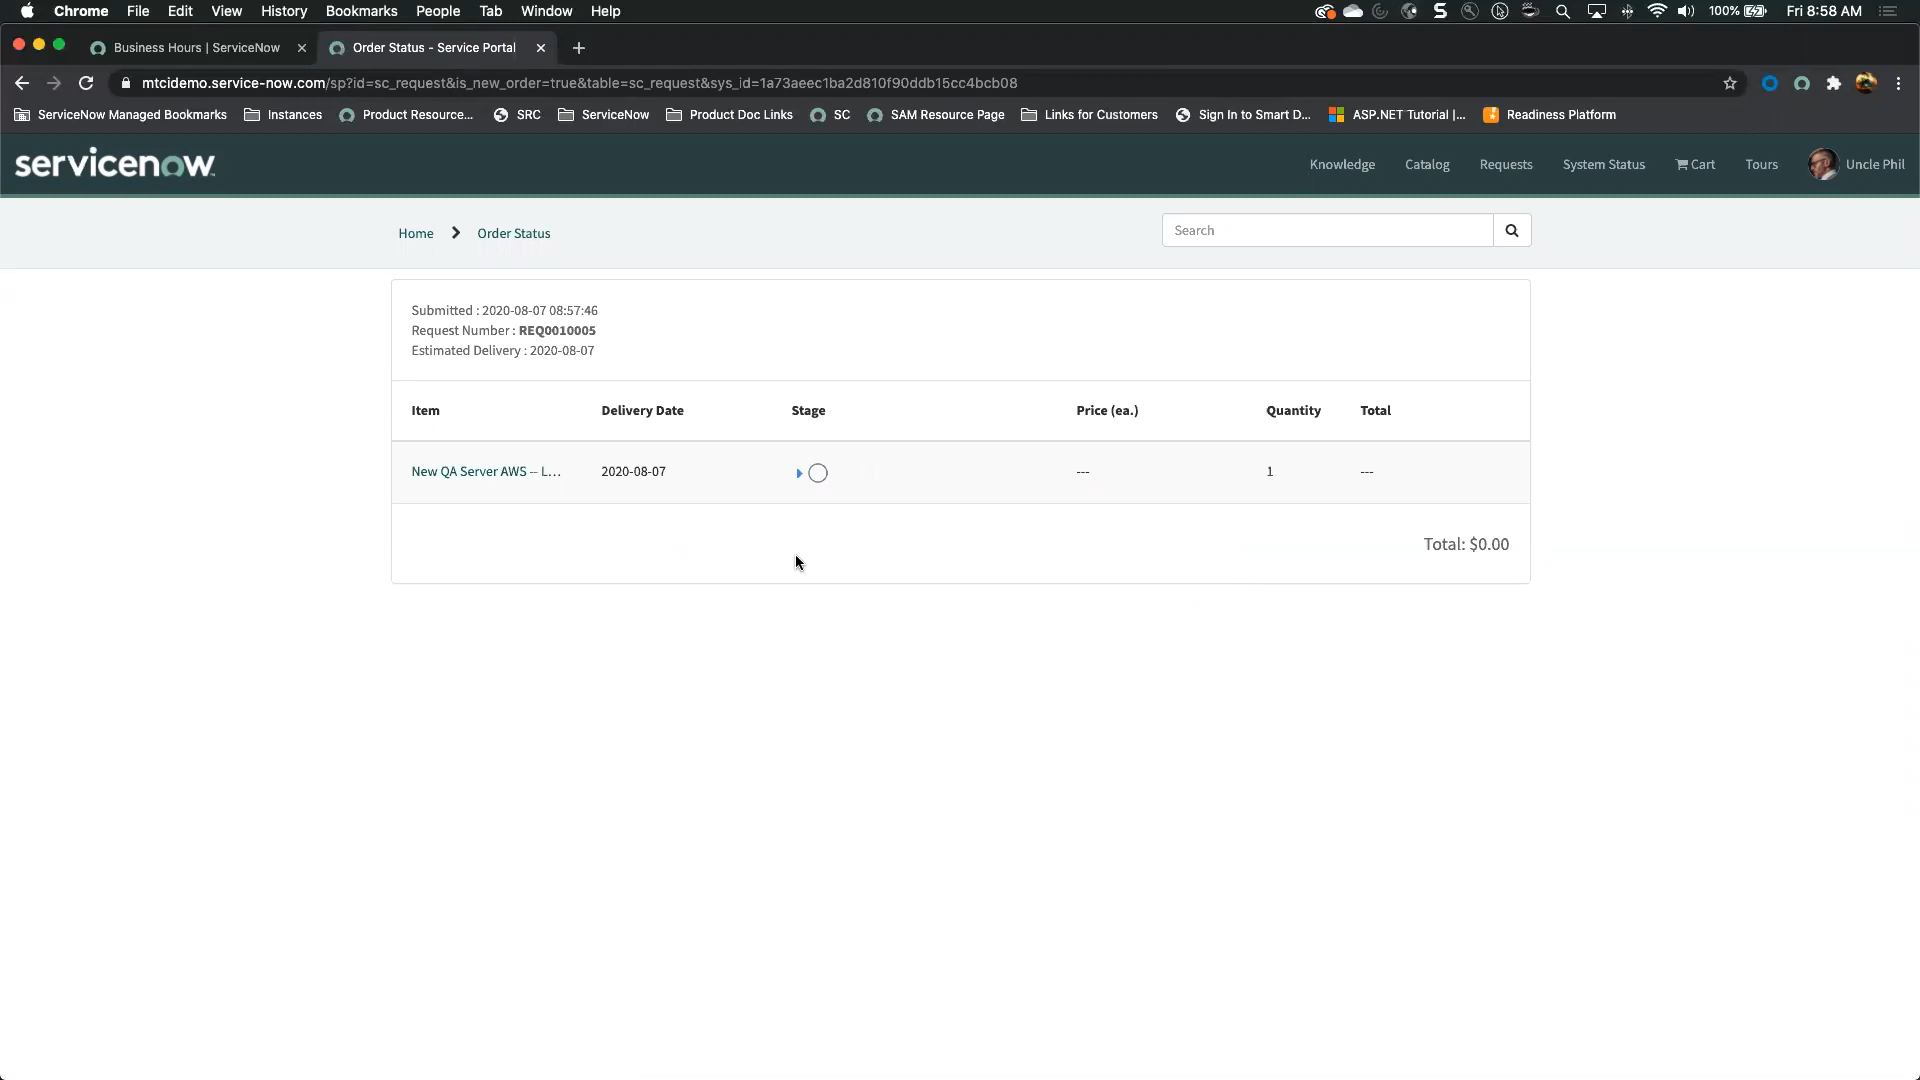 Chrome File Edit View History Bookmarks People Tab Window Help 100% Fri 8:58 AM
Business Hours | ServiceNow Order Status - Service Portal
mtcidemo.service-now.com/sp?id=sc_request&is_new_order=true&table=sc_request&sys_id=1a73aeec1ba2d810f90ddb15cc4bcb08
ServiceNow Managed Bookmarks Instances Product Resource... SRC ServiceNow Product Doc Links SC SAM Resource Page Links for Customers Sign In to Smart D... ASP.NET Tutorial |... Readiness Platform
servicenow Knowledge Catalog Requests System Status Cart Tours Uncle Phil
Home Order Status Search
Submitted : 2020-08-07 08:57:46
Request Number : REQ0010005
Estimated Delivery : 2020-08-07
Item Delivery Date Stage Price (ea.) Quantity Total
New QA Server AWS -- L... 2020-08-07 --- 1 ---
Total: $0.00